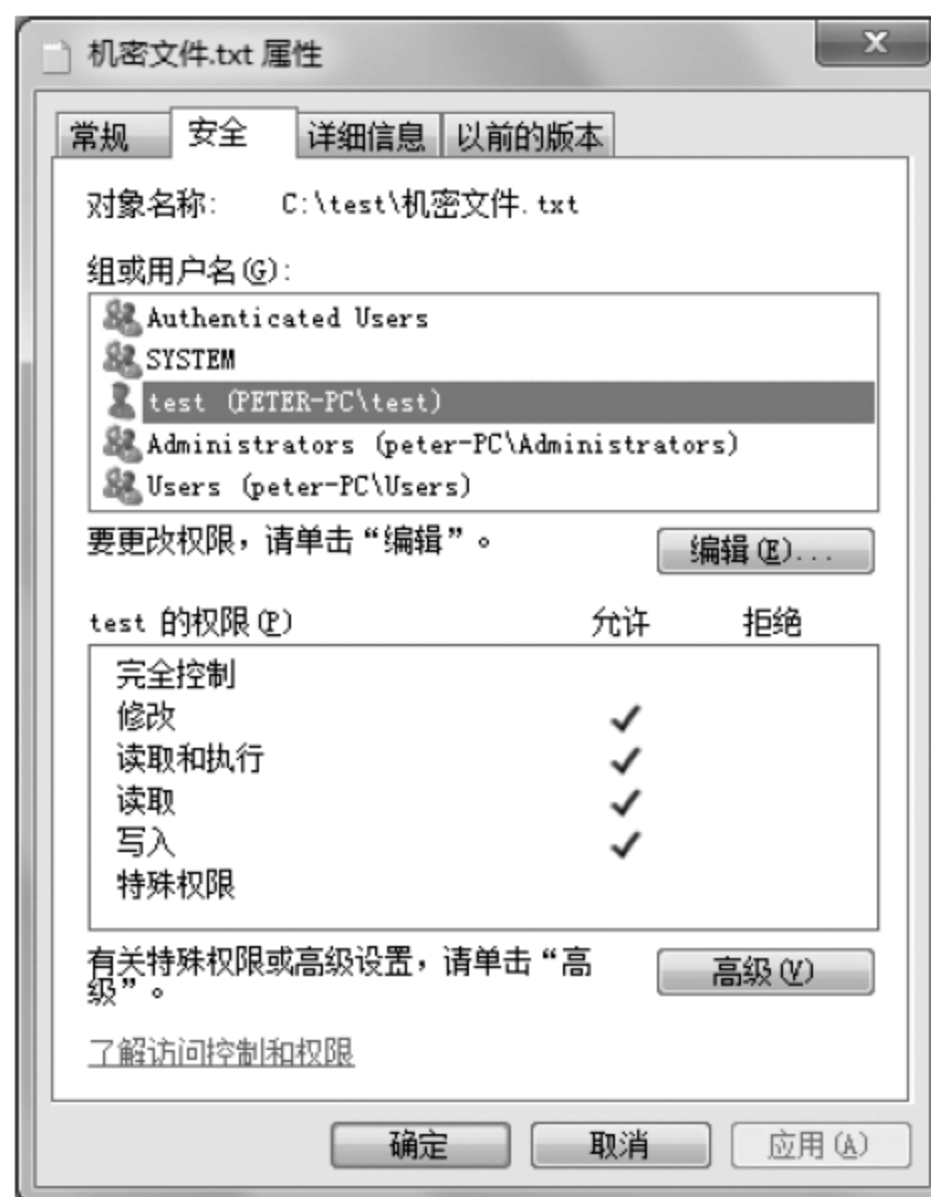 机密文件.txt 属性
常规 安全 详细信息 以前的版本
对象名称: C:\test\机密文件.txt
组或用户名(G):
Authenticated Users
SYSTEM
test (PETER-PC\test)
Administrators (peter-PC\Administrators)
Users (peter-PC\Users)
要更改权限，请单击“编辑”。 编辑(E)...
test 的权限(P) 允许 拒绝
完全控制
修改
读取和执行
读取
写入
特殊权限
有关特殊权限或高级设置，请单击“高
级”。 高级(V)
了解访问控制和权限
确定 取消 应用(A)